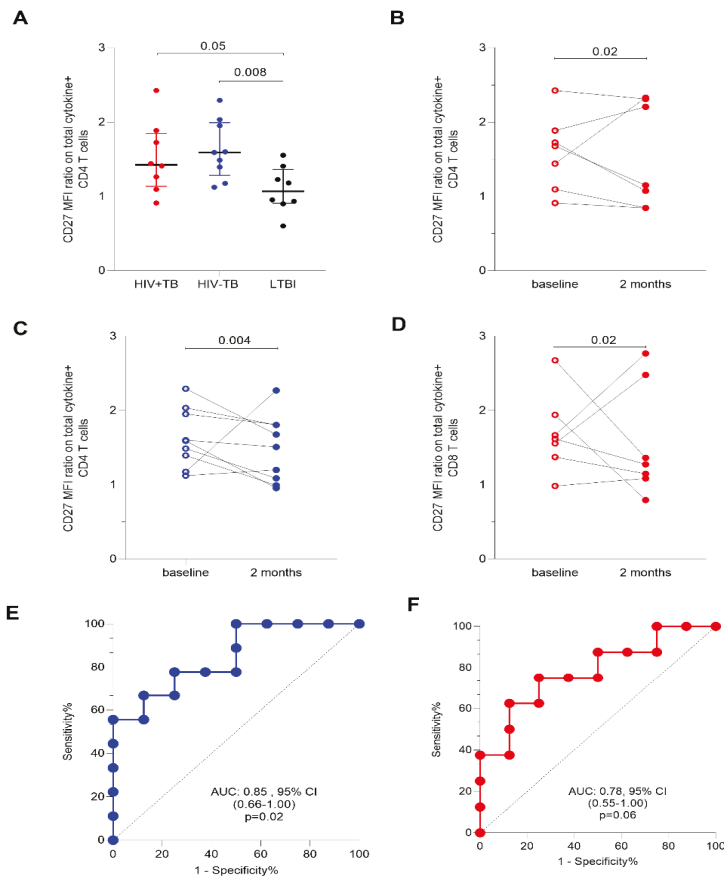 A
CD27 MFI ratio on total cytokine+
CD4 T cells
3
2
1
0
0.05
0.008
HIV+TB HIV-TB LTBI
B
CD27 MFI ratio on total cytokine+
CD4 T cells
3
2
1
0
0.02
baseline 2 months
C
CD27 MFI ratio on total cytokine+
CD4 T cells
3
2
1
0
0.004
baseline 2 months
D
CD27 MFI ratio on total cytokine+
CD8 T cells
3
2
1
0
0.02
baseline 2 months
E
Sensitivity%
100
80
60
40
20
0
AUC: 0.85 , 95% CI
(0.66-1.00)
p=0.02
0 20 40 60 80 100
1 - Specificity%
F
Sensitivity%
100
80
60
40
20
0
AUC: 0.78, 95% CI
(0.55-1.00)
p=0.06
0 20 40 60 80 100
1 - Specificity%